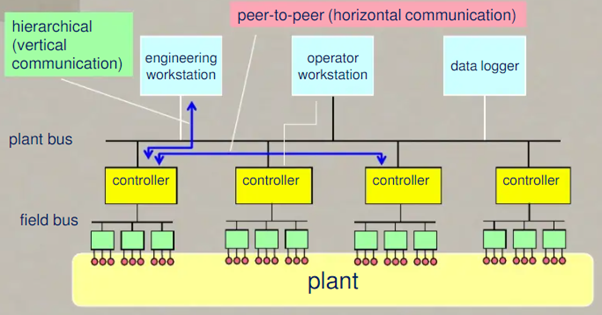 hierarchical
(vertical
communication)
peer-to-peer (horizontal communication)
engineering
workstation
operator
workstation
data logger
plant bus
controller
controller
controller
controller
field bus
plant